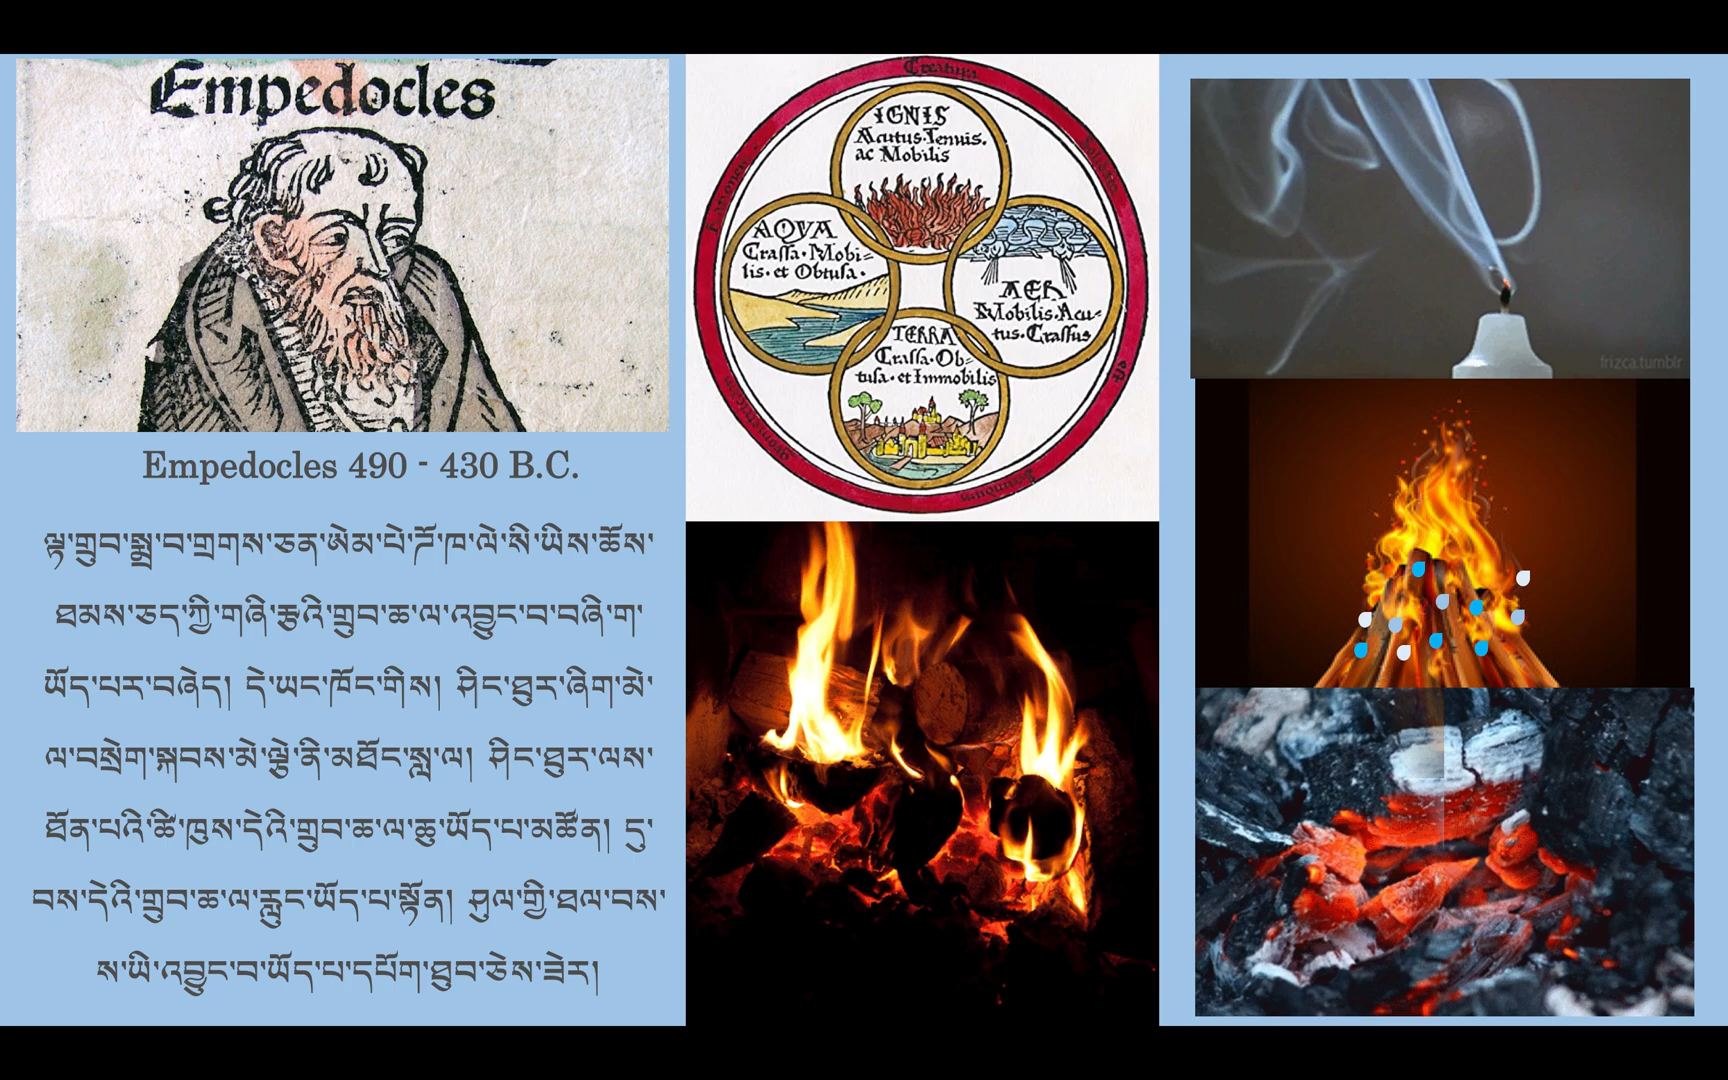 Empedocles
Empedocles 490 - 430 B.C.
ལྟ་གྲུབ་སྨྲ་བ་གྲགས་ཅན་ཨེམ་པེ་ཌོ་ཁ་ལེ་སི་ཡིས་ཆོས་
ཐམས་ཅད་ཀྱི་གཞི་རྩའི་གྲུབ་ཆ་ལ་འབྱུང་བ་བཞི་ག་
ཡོད་པར་བཞེད། དེ་ཡང་ཁོང་གིས། ཤིང་ཐུར་ཞིག་མེ་
ལ་བསྲེག་སྐབས་མེ་ལྕེ་ནི་མཐོང་སླ་ལ། ཤིང་ཐུར་ལས་
ཐོན་པའི་ཚི་ཁུས་དེའི་གྲུབ་ཆ་ལ་ཆུ་ཡོད་པ་མཚོན། དུ་
བས་དེའི་གྲུབ་ཆ་ལ་རླུང་ཡོད་པ་སྟོན། ཤུལ་གྱི་ཐལ་བས་
ས་ཡི་འབྱུང་བ་ཡོད་པ་དཔོག་ཐུབ་ཅེས་ཟེར།
IGNIS
Acutus·Tenuis.
ac Mobilis
AQVA
Crassa·Mobi=
lis·et Obtusa·
AER
Mobilis·Acu-
tus·Crassus
TERRA
Crassa·Ob=
tusa·et Immobilis
frizca.tumblr